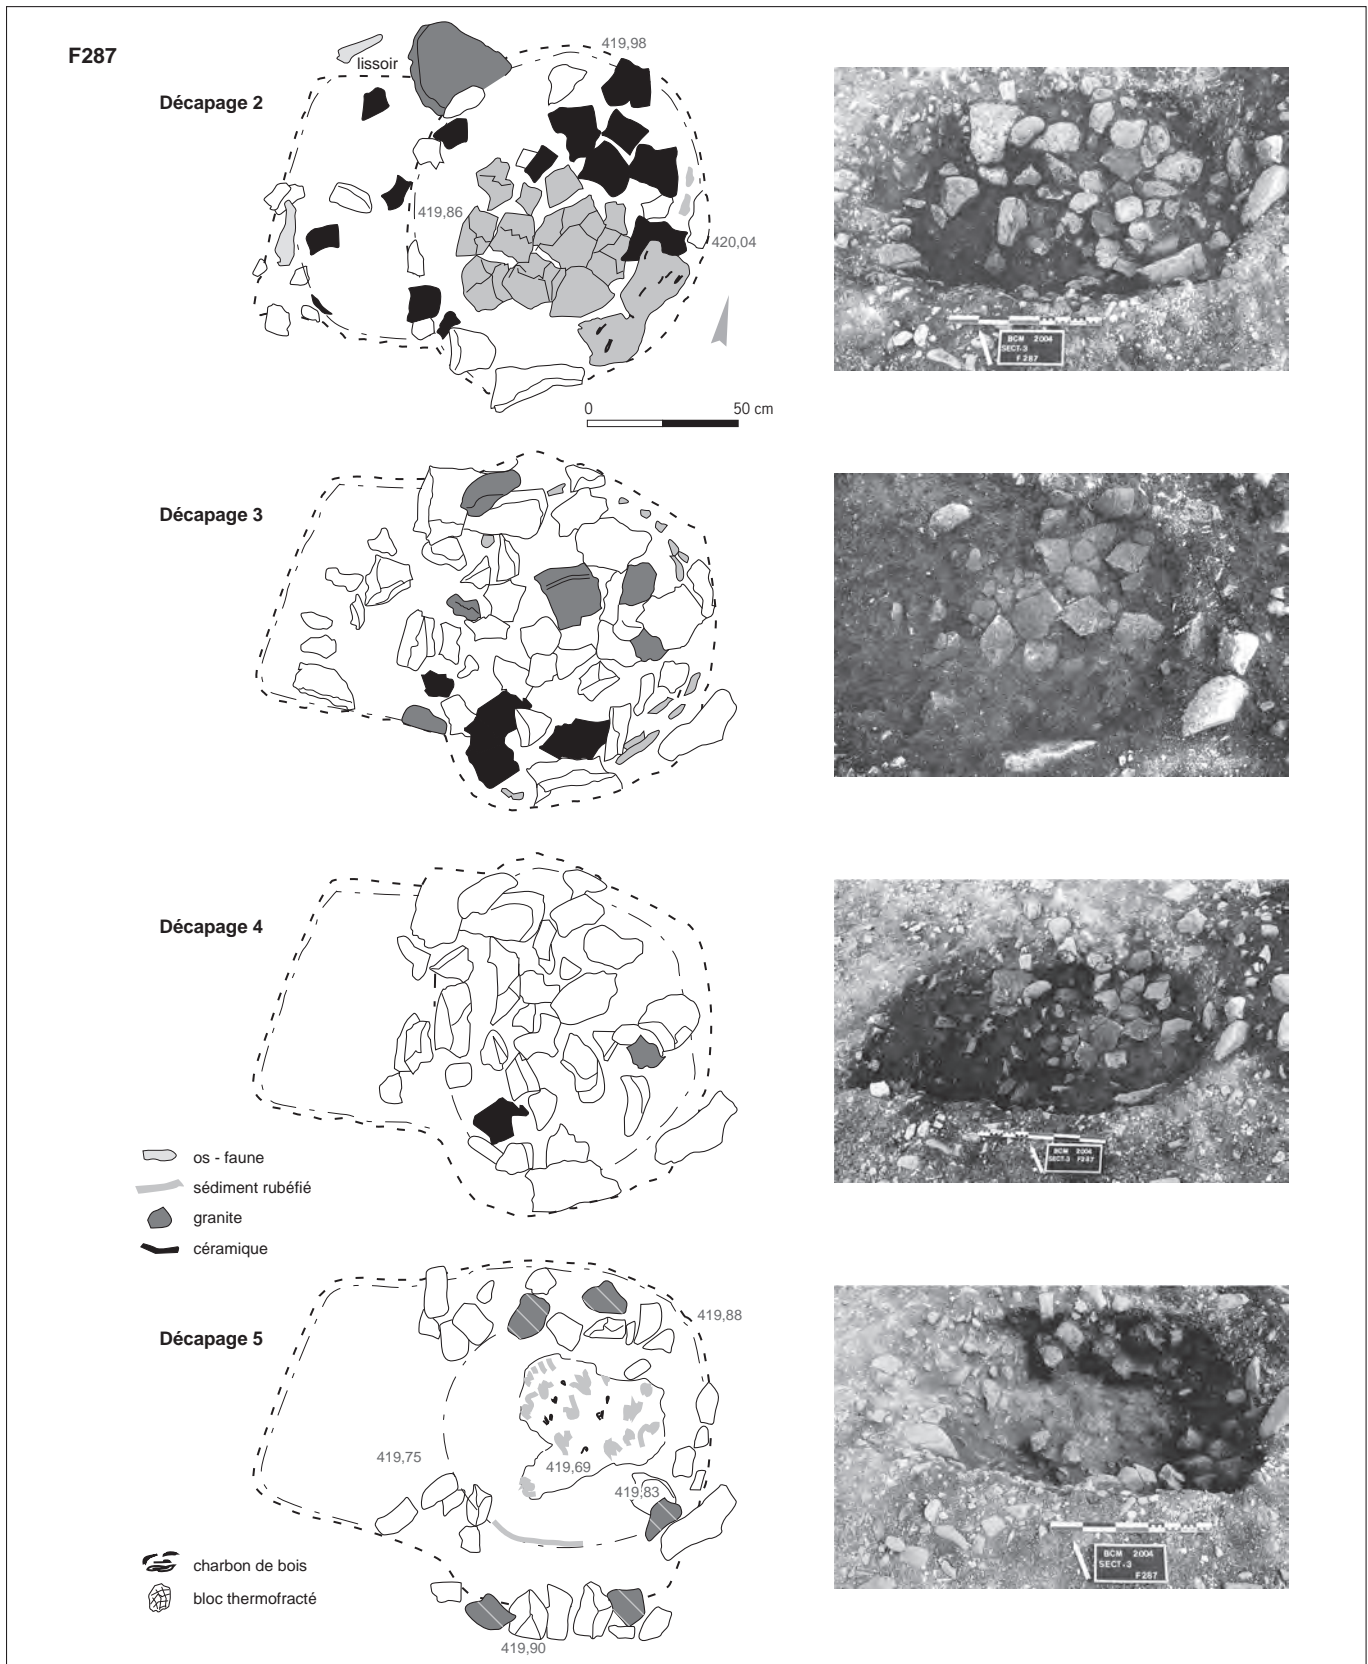 F287
lissoir
419,98
Décapage 2
419,86
420,04
0 50 cm
BCM 2004
SECT-3
F 287
Décapage 3
Décapage 4
BCM 2004
SECT-3 F287
os - faune
sédiment rubéfié
granite
céramique
Décapage 5
419,88
419,75
419,69
419,83
BCM 2004
SECT-3
F287
charbon de bois
bloc thermofracté
419,90